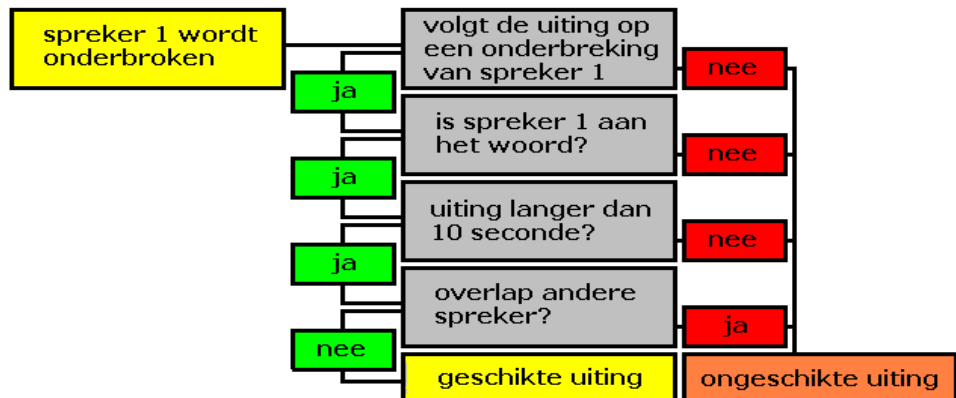 spreker 1 wordt
onderbroken
volgt de uiting op
een onderbreking
van spreker 1
nee
ja
is spreker 1 aan
het woord?
nee
ja
uiting langer dan
10 seconde?
nee
ja
overlap andere
spreker?
ja
nee
geschikte uiting
ongeschikte uiting